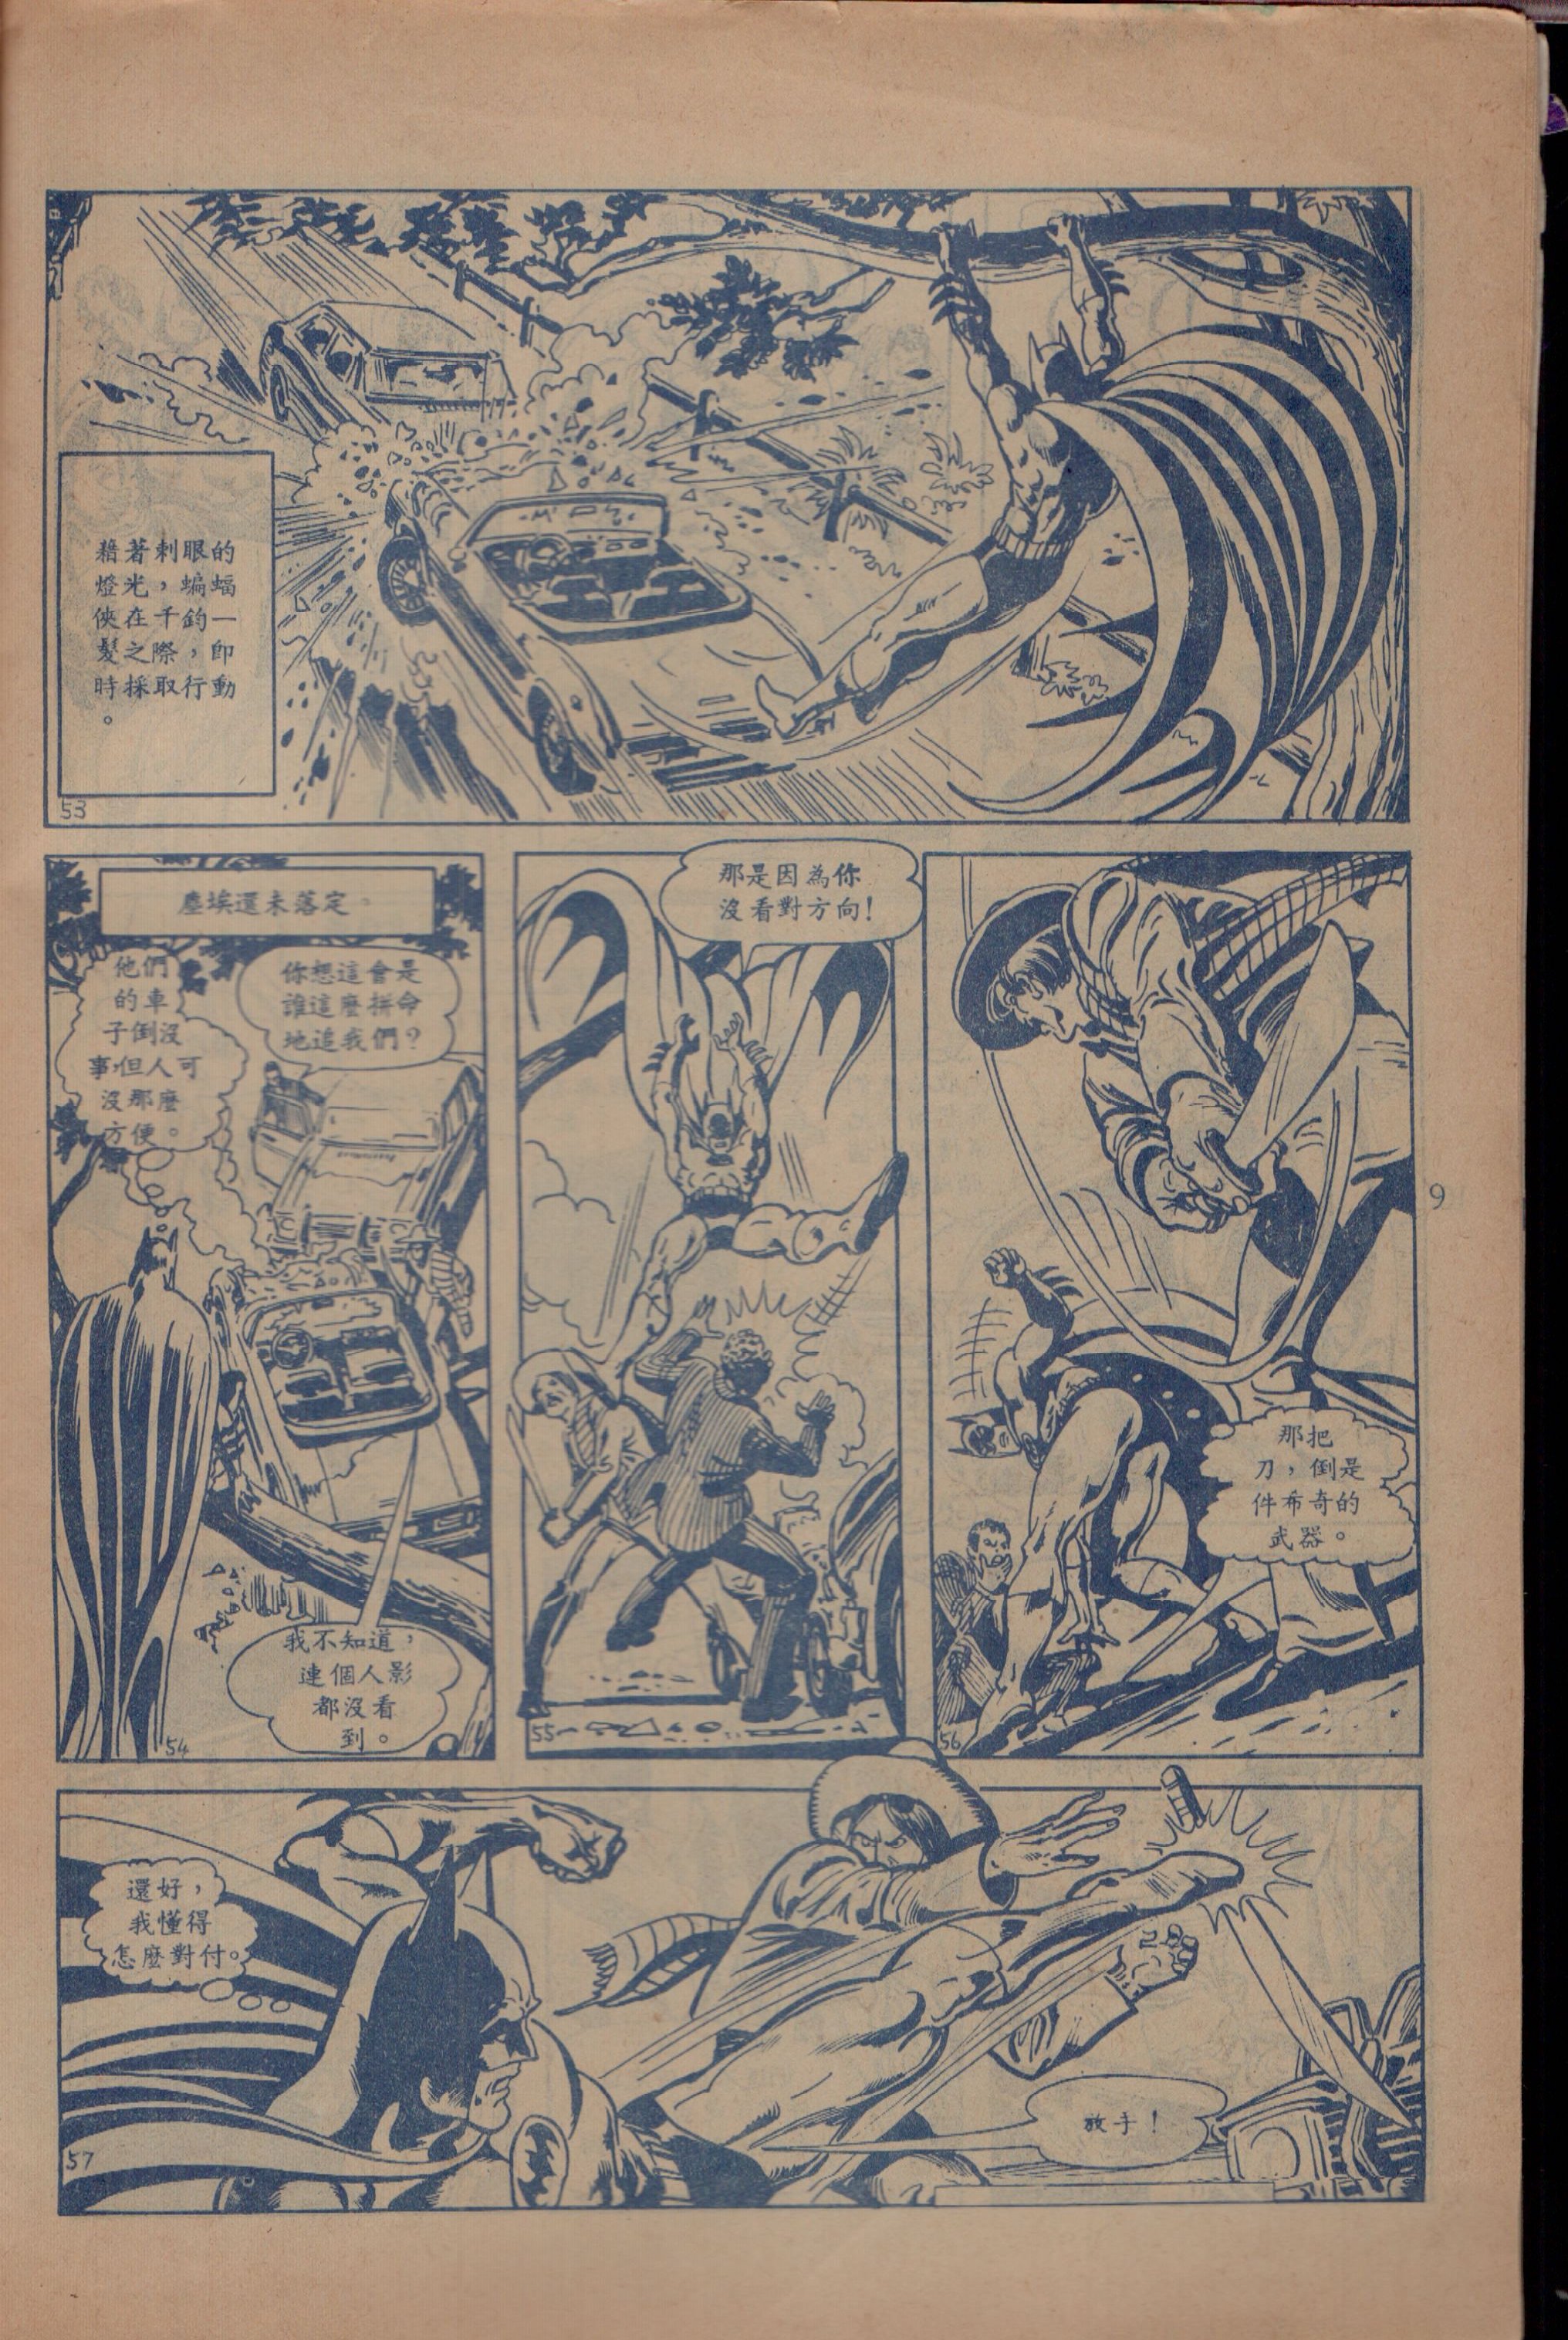 藉著刺眼的
燈光，蝙蝠
俠在千鈞一
髮之際，即
時採取行動
。
53
塵埃還未落定。
他們
的車
子倒沒
事，但人可
沒那麼
方便。
你想這會是
誰這麼拼命
地追我們？
我不知道，
連個人影
都沒看
到。
54
那是因為你
沒看對方向！
55
那把
刀，倒是
件希奇的
武器。
56
9
還好，
我懂得
怎麼對付。
放手！
57